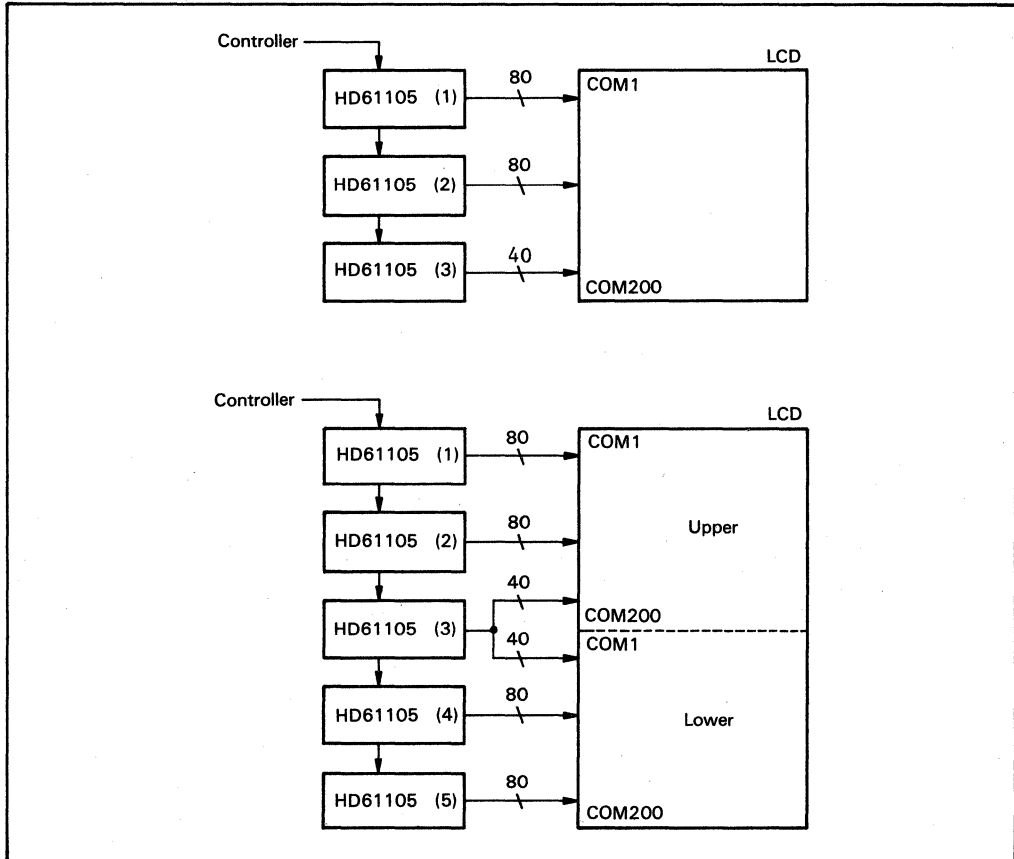 Controller
LCD
HD61105 (1)
80
COM1
HD61105 (2)
80
HD61105 (3)
40
COM200
Controller
LCD
HD61105 (1)
80
COM1
HD61105 (2)
80
Upper
HD61105 (3)
40
COM200
40
COM1
HD61105 (4)
80
Lower
HD61105 (5)
80
COM200